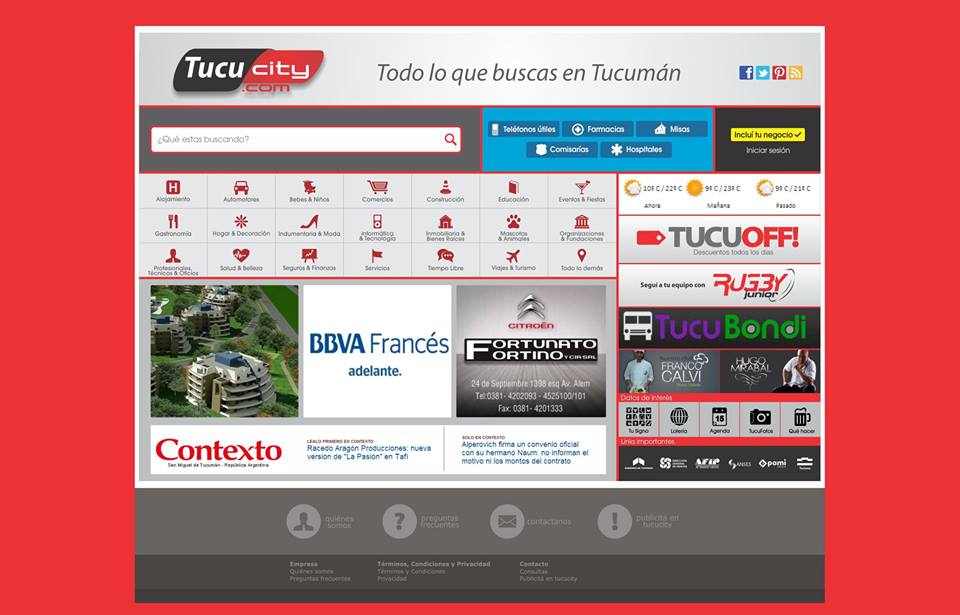 Tucu city
.com
Todo lo que buscas en Tucumán
¿Qué estas buscando?
Teléfonos útiles
Farmacias
Misas
Comisarías
Hospitales
Incluí tu negocio
Iniciar sesión
Alojamiento
Automotores
Bebes & Niños
Comercios
Construcción
Educación
Eventos & Fiestas
Gastronomía
Hogar & Decoración
Indumentaria & Moda
Informática
& Tecnología
Inmobiliaria &
Bienes Raíces
Mascotas
& Animales
Organizaciones
& Fundaciones
Profesionales,
Técnicos & Oficios
Salud & Belleza
Seguros & Finanzas
Servicios
Tiempo Libre
Viajes & Turismo
Todo lo demás
10º C / 22º C
Ahora
9º C / 23º C
Mañana
9º C / 21º C
Pasado
TUCUOFF!
Descuentos todos los días
Seguí a tu equipo con
RUGBY
junior
TucuBondi
FRANCO
CALVI
HUGO
MIRABAL
Datos de interés
Tu Signo
Lotería
15
Agenda
TucuFotos
Qué hacer
Links importantes
AFIP
ANSES
pami
BBVA Francés
adelante.
CITROËN
FORTUNATO
FORTINO Y CIA SRL
24 de Septiembre 1398 esq Av. Alem
Tel:0381- 4202093 - 4525100/101
Fax: 0381- 4201333
Contexto
San Miguel de Tucumán - República Argentina
LEALO PRIMERO EN CONTEXTO
Racedo Aragón Producciones: nueva
versión de "La Pasion" en Tafi
SOLO EN CONTEXTO
Alperovich firma un convenio oficial
con su hermano Naum: no informan el
motivo ni los montos del contrato
quiénes
somos
preguntas
frecuentes
contactanos
publicitá en
tucucity
Empresa
Quiénes somos
Preguntas frecuentes
Términos, Condiciones y Privacidad
Términos y Condiciones
Privacidad
Contacto
Consultas
Publicitá en tucucity